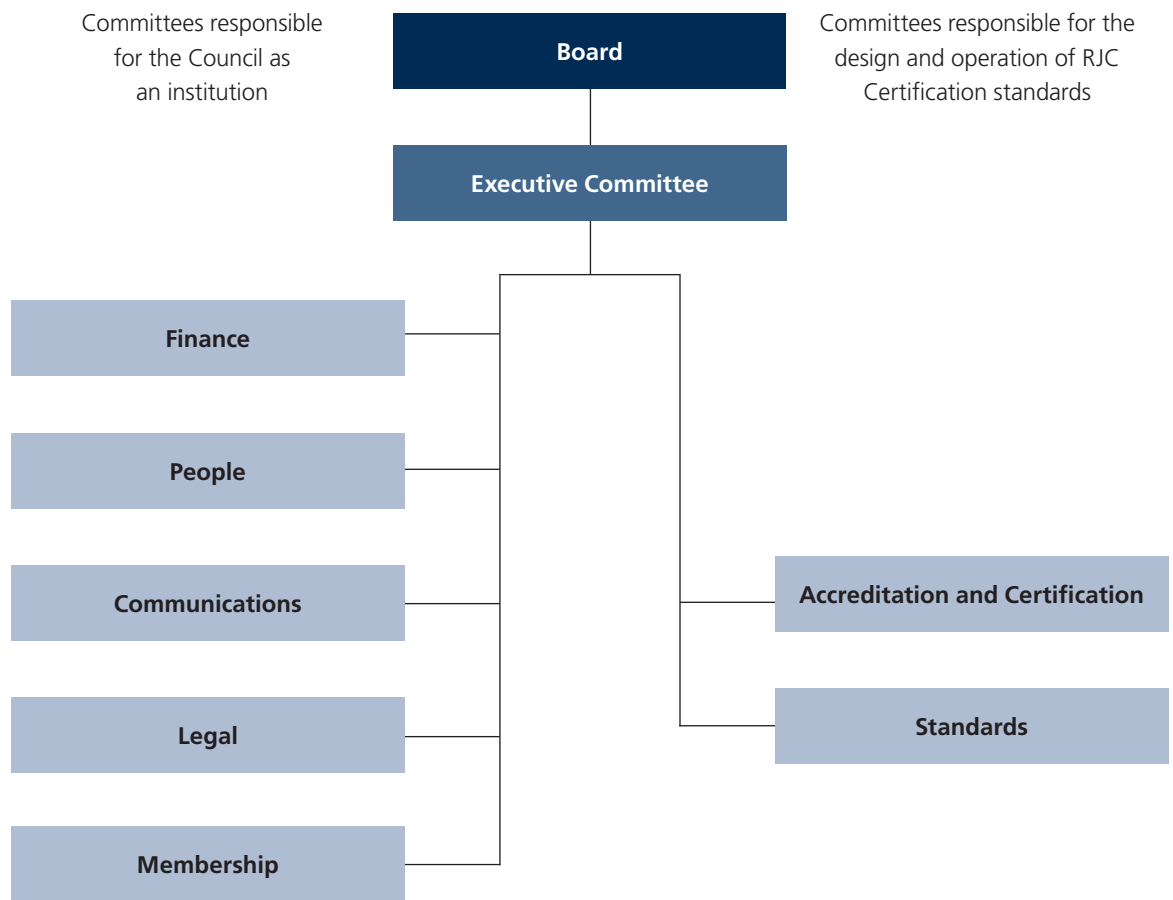 Committees responsible
for the Council as
an institution
Board
Committees responsible for the
design and operation of RJC
Certification standards
Executive Committee
Finance
People
Communications
Legal
Membership
Accreditation and Certification
Standards